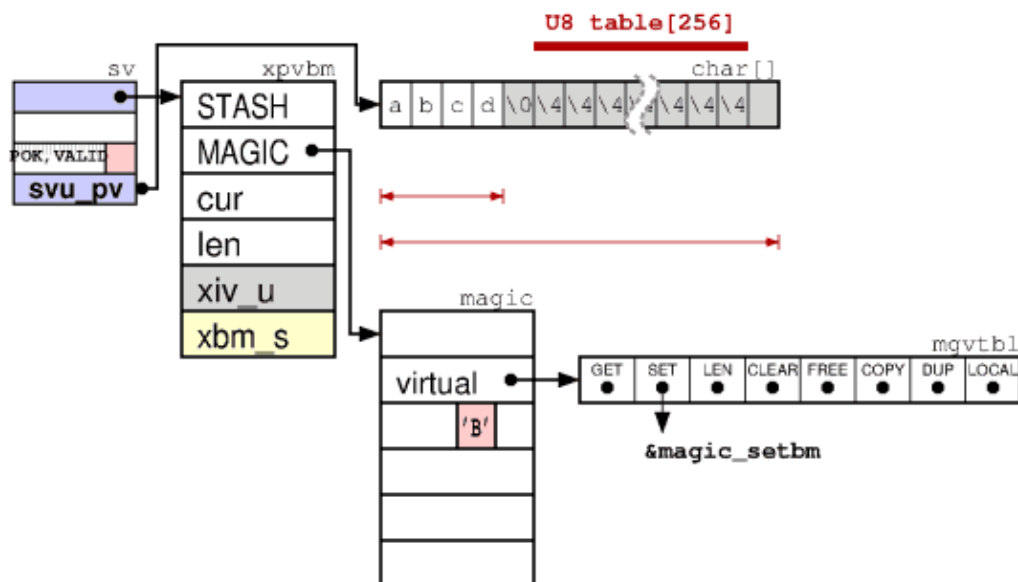 U8 table[256]
sv
xpvbm
char[]
STASH
a b c d \0 \4 \4 \4 \4 \4 \4 \4
MAGIC
POK,VALID
svu_pv
cur
len
xiv_u
magic
xbm_s
mgvtbl
virtual
GET SET LEN CLEAR FREE COPY DUP LOCAL
'B'
&magic_setbm